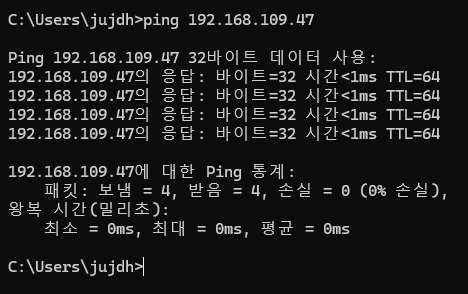 C:\Users\jujdh>ping 192.168.109.47
Ping 192.168.109.47 32바이트 데이터 사용:
192.168.109.47의 응답: 바이트=32 시간<1ms TTL=64
192.168.109.47의 응답: 바이트=32 시간<1ms TTL=64
192.168.109.47의 응답: 바이트=32 시간<1ms TTL=64
192.168.109.47의 응답: 바이트=32 시간<1ms TTL=64
192.168.109.47에 대한 Ping 통계:
패킷: 보냄 = 4, 받음 = 4, 손실 = 0 (0% 손실),
왕복 시간(밀리초):
최소 = 0ms, 최대 = 0ms, 평균 = 0ms
C:\Users\jujdh>